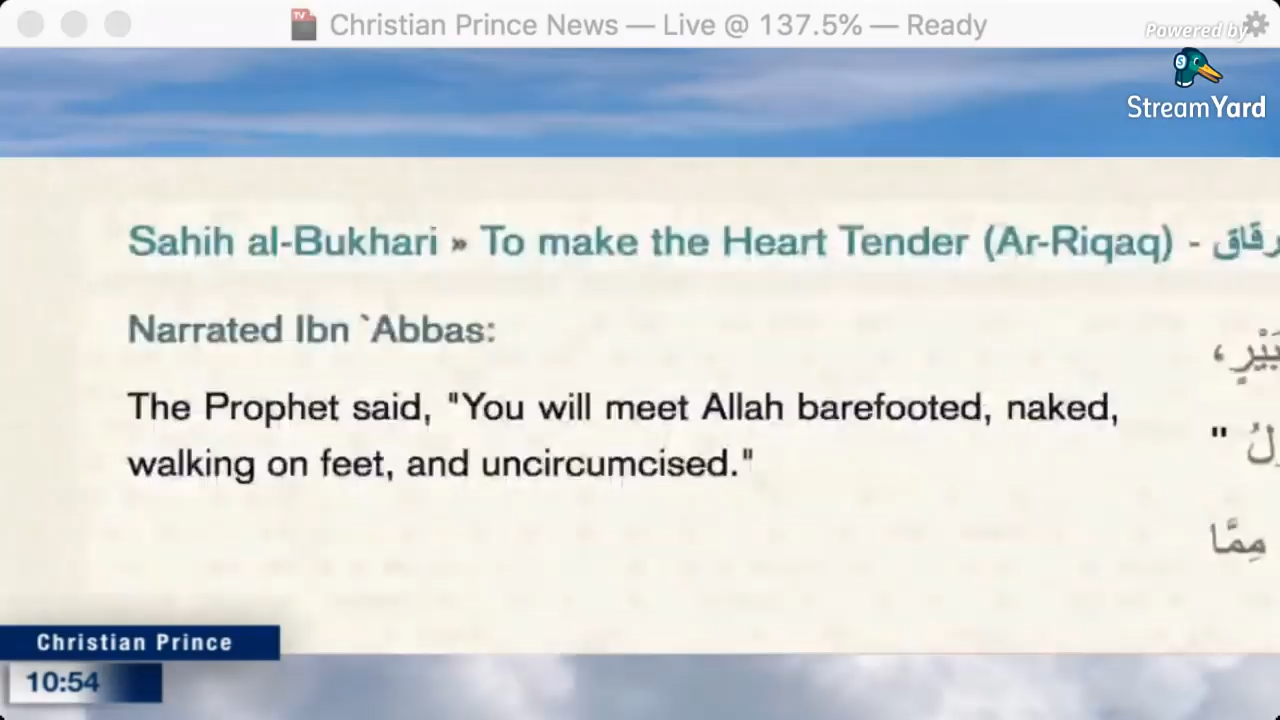 Christian Prince News — Live @ 137.5% — Ready
Powered by
StreamYard
Sahih al-Bukhari » To make the Heart Tender (Ar-Riqaq) -
Narrated Ibn `Abbas:
The Prophet said, "You will meet Allah barefooted, naked,
walking on feet, and uncircumcised."
"
مِمَّا
Christian Prince
10:54